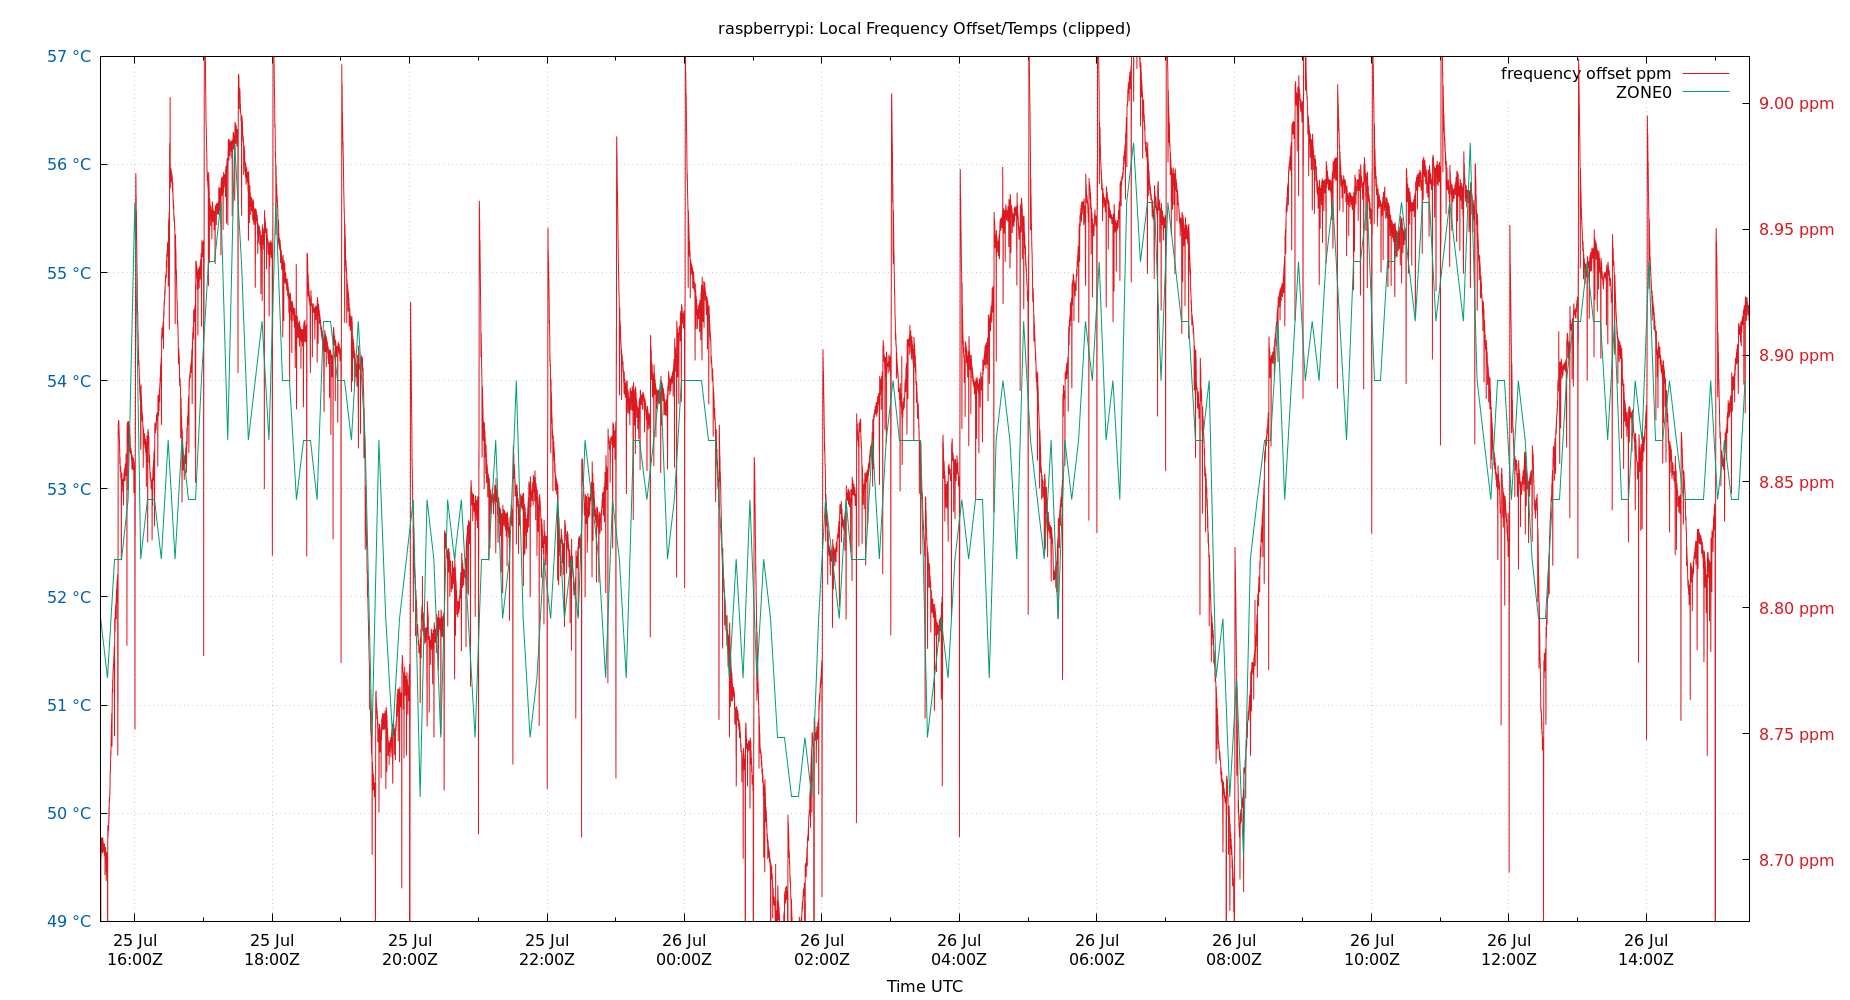 raspberrypi: Local Frequency Offset/Temps (clipped)
57 °C
56 °C
55 °C
54 °C
53 °C
52 °C
51 °C
50 °C
49 °C
frequency offset ppm
ZONE0
9.00 ppm
8.95 ppm
8.90 ppm
8.85 ppm
8.80 ppm
8.75 ppm
8.70 ppm
25 Jul 25 Jul 25 Jul 25 Jul 26 Jul 26 Jul 26 Jul 26 Jul 26 Jul 26 Jul 26 Jul 26 Jul
16:00Z 18:00Z 20:00Z 22:00Z 00:00Z 02:00Z 04:00Z 06:00Z 08:00Z 10:00Z 12:00Z 14:00Z
Time UTC